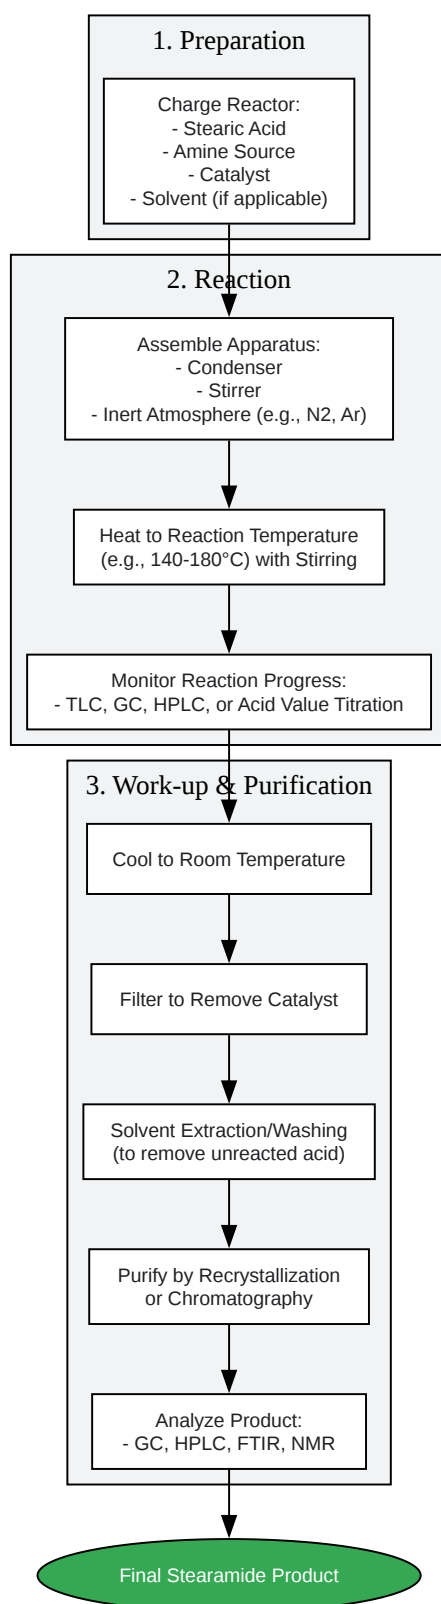 1. Preparation
Charge Reactor:
- Stearic Acid
- Amine Source
- Catalyst
- Solvent (if applicable)
2. Reaction
Assemble Apparatus:
- Condenser
- Stirrer
- Inert Atmosphere (e.g., N2, Ar)
Heat to Reaction Temperature
(e.g., 140-180°C) with Stirring
Monitor Reaction Progress:
- TLC, GC, HPLC, or Acid Value Titration
3. Work-up & Purification
Cool to Room Temperature
Filter to Remove Catalyst
Solvent Extraction/Washing
(to remove unreacted acid)
Purify by Recrystallization
or Chromatography
Analyze Product:
- GC, HPLC, FTIR, NMR
Final Stearamide Product